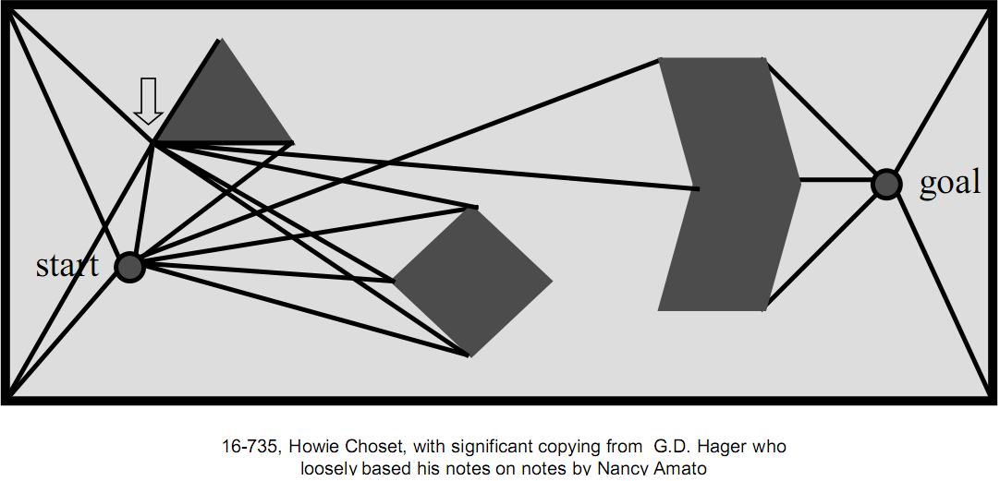 goal
start
16-735, Howie Choset, with significant copying from G.D. Hager who
loosely based his notes on notes by Nancy Amato